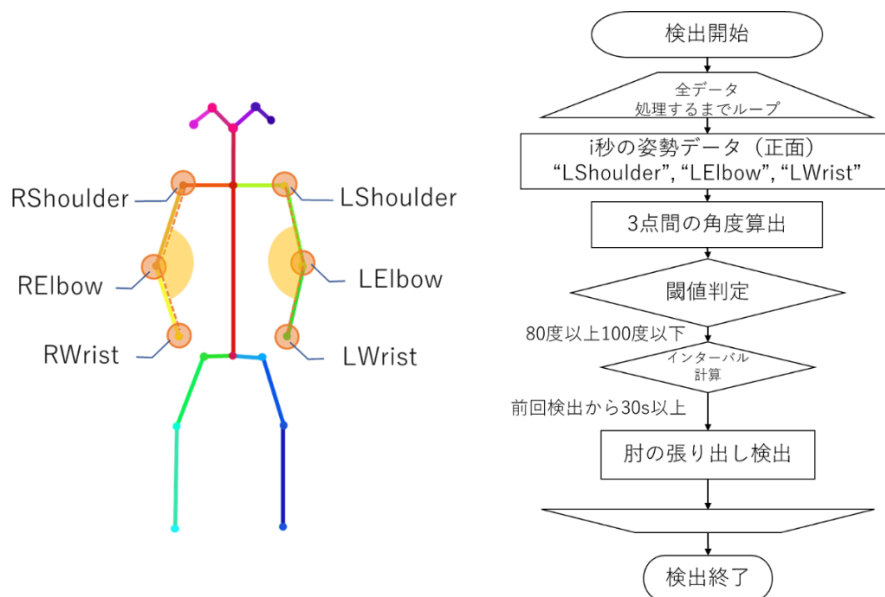 RShoulder
LShoulder
RElbow
LElbow
RWrist
LWrist
検出開始
全データ
処理するまでループ
i秒の姿勢データ（正面）
“LShoulder”, “LElbow”, “LWrist”
3点間の角度算出
閾値判定
80度以上100度以下
インターバル
計算
前回検出から30s以上
肘の張り出し検出
検出終了